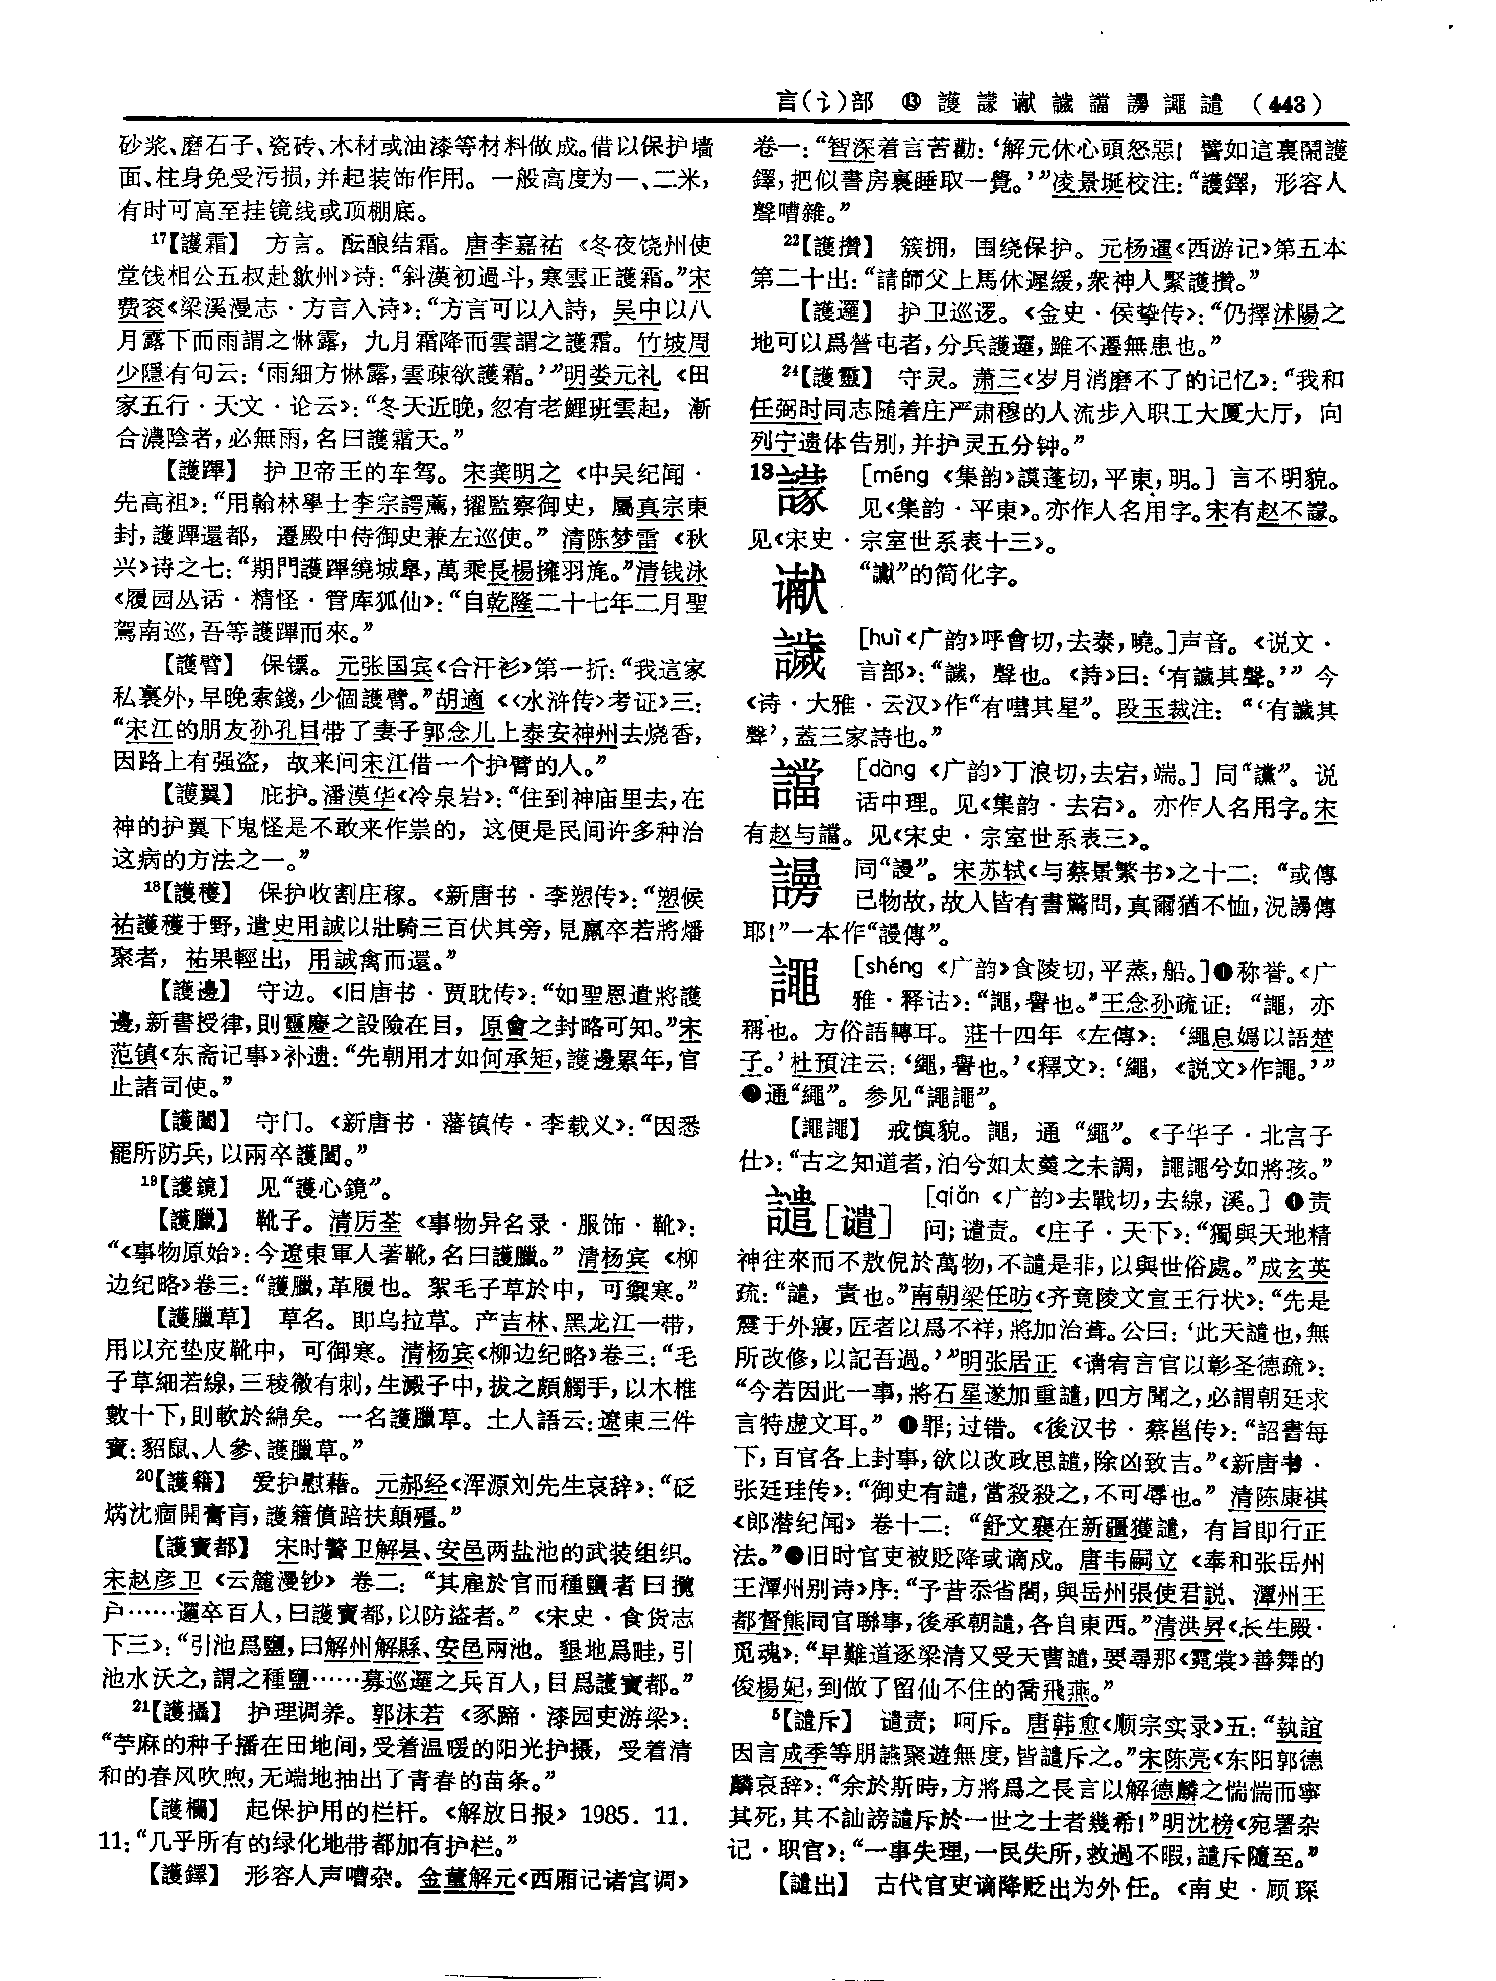 言(讠)部 ⓭ 護 謙 谳 譏 譡 䜍 譝 譴 (443)
砂浆、磨石子、瓷砖、木材或油漆等材料做成。借以保护墙
面、柱身免受污损,并起装饰作用。一般高度为一、二米,
有时可高至挂镜线或顶棚底。
17【護霜】 方言。酝酿结霜。唐李嘉祐《冬夜饶州使
堂饯相公五叔赴歙州》诗:“斜漢初過斗,寒雲正護霜。”宋
费衮《梁溪漫志·方言入诗》:“方言可以入詩,吴中以八
月露下而雨謂之惏露,九月霜降而雲謂之護霜。竹坡周
少隱有句云:‘雨細方惏露,雲疎欲護霜。’”明娄元礼《田
家五行·天文·论云》:“冬天近晚,忽有老鯉班雲起,漸
合濃陰者,必無雨,名曰護霜天。”
【護蹕】 护卫帝王的车驾。宋龚明之《中吴纪闻·
先高祖》:“用翰林學士李宗諤薦,擢監察御史,屬真宗東
封,護蹕還都,遷殿中侍御史兼左巡使。”清陈梦雷《秋
兴》诗之七:“期門護蹕繞城臯,萬乘長楊擁羽旄。”清钱泳
《履园丛话·精怪·管库狐仙》:“自乾隆二十七年二月聖
駕南巡,吾等護蹕而來。”
【護臂】 保镖。元张国宾《合汗衫》第一折:“我這家
私裏外,早晚索錢,少個護臂。”胡適《〈水浒传〉考证》三:
“宋江的朋友孙孔目带了妻子郭念儿上泰安神州去烧香,
因路上有强盗,故来问宋江借一个护臂的人。”
【護翼】 庇护。潘漠华《冷泉岩》:“住到神庙里去,在
神的护翼下鬼怪是不敢来作祟的,这便是民间许多种治
这病的方法之一。”
18【護穫】 保护收割庄稼。《新唐书·李愬传》:“愬候
祐護穫于野,遣史用誠以壯騎三百伏其旁,見羸卒若將燔
聚者,祐果輕出,用誠禽而還。”
【護邊】 守边。《旧唐书·贾耽传》:“如聖恩遣將護
邊,新書授律,則靈慶之設險在目,原會之封略可知。”宋
范镇《东斋记事》补遗:“先朝用才如何承矩,護邊累年,官
止諸司使。”
【護闔】 守门。《新唐书·藩镇传·李载义》:“因悉
罷所防兵,以兩卒護闔。”
19【護鏡】 见“護心鏡”。
【護臘】 靴子。清厉荃《事物异名录·服饰·靴》:
“《事物原始》:今遼東軍人著靴,名曰護臘。”清杨宾《柳
边纪略》卷三:“護臘,革履也。絮毛子草於中,可禦寒。”
【護臘草】 草名。即乌拉草。产吉林、黑龙江一带,
用以充垫皮靴中,可御寒。清杨宾《柳边纪略》卷三:“毛
子草細若線,三稜微有刺,生澱子中,拔之頗觸手,以木椎
數十下,則軟於綿矣。一名護臘草。土人語云:遼東三件
寶:貂鼠、人參、護臘草。”
20【護籍】 爱护慰藉。元郝经《浑源刘先生哀辞》:“砭
焫沈痼開膏肓,護籍僨踣扶顛殭。”
【護寶都】 宋时警卫解县、安邑两盐池的武装组织。
宋赵彦卫《云麓漫钞》卷二:“其雇於官而種鹽者曰攬
户……邏卒百人,曰護寶都,以防盗者。”《宋史·食货志
下三》:“引池爲鹽,曰解州解縣、安邑兩池。墾地爲畦,引
池水沃之,謂之種鹽……募巡邏之兵百人,目爲護寶都。”
21【護攝】 护理调养。郭沫若《豕蹄·漆园吏游梁》:
“苧麻的种子播在田地间,受着温暖的阳光护摄,受着清
和的春风吹煦,无端地抽出了青春的苗条。”
【護欄】 起保护用的栏杆。《解放日报》1985.11.
11:“几乎所有的绿化地带都加有护栏。”
【護鐸】 形容人声嘈杂。金董解元《西厢记诸宫调》
卷一:“智深着言苦勸:‘解元休心頭怒惡! 譬如這裏鬧護
鐸,把似書房裏睡取一覺。’”凌景埏校注:“護鐸,形容人
聲嘈雜。”
22【護攢】 簇拥,围绕保护。元杨暹《西游记》第五本
第二十出:“請師父上馬休遲緩,衆神人緊護攢。”
【護邏】 护卫巡逻。《金史·侯挚传》:“仍擇沭陽之
地可以爲營屯者,分兵護邏,雖不遷無患也。”
24【護靈】 守灵。萧三《岁月消磨不了的记忆》:“我和
任弼时同志随着庄严肃穆的人流步入职工大厦大厅,向
列宁遗体告别,并护灵五分钟。”
13 𧬆 [méng《集韵》謨蓬切,平東,明。] 言不明貌。
见《集韵·平東》。亦作人名用字。宋有赵不𧬆。
见《宋史·宗室世系表十三》。
谳 “讞”的简化字。
䜋 [huì《广韵》呼會切,去泰,曉。]声音。《说文·
言部》:“䜋,聲也。《詩》曰:‘有䜋其聲。’”今
《诗·大雅·云汉》作“有嘒其星”。段玉裁注:“‘有䜋其
聲’,蓋三家詩也。”
譡 [dàng《广韵》丁浪切,去宕,端。] 同“讜”。说
话中理。见《集韵·去宕》。亦作人名用字。宋
有赵与譡。见《宋史·宗室世系表三》。
同“謾”。宋苏轼《与蔡景繁书》之十二:“或傳
已物故,故人皆有書驚問,真爾猶不恤,況謾傳
耶!”一本作“謾傳”。
譝 [shéng《广韵》食陵切,平蒸,船。]❶称誉。《广
雅·释诂》:“譝,譽也。”王念孙疏证:“譝,亦
稱也。方俗語轉耳。莊十四年《左傳》:‘繩息嬀以語楚
子。’杜預注云:‘繩,譽也。’《釋文》:‘繩,《説文》作譝。’”
❷通“繩”。参见“譝譝”。
【譝譝】 戒慎貌。譝,通“繩”。《子华子·北宫子
仕》:“古之知道者,泊兮如太羹之未調,譝譝兮如將孩。”
譴[谴] [qiǎn《广韵》去戰切,去線,溪。] ❶责
问;谴责。《庄子·天下》:“獨與天地精
神往來而不敖倪於萬物,不譴是非,以與世俗處。”成玄英
疏:“譴,責也。”南朝梁任昉《齐竟陵文宣王行状》:“先是
震于外寢,匠者以爲不祥,將加治葺。公曰:‘此天譴也,無
所改修,以記吾過。’”明张居正《请宥言官以彰圣德疏》:
“今若因此一事,將石星遂加重譴,四方聞之,必謂朝廷求
言特虚文耳。” ❷罪;过错。《後汉书·蔡邕传》:“詔書每
下,百官各上封事,欲以改政思譴,除凶致吉。”《新唐书·
张廷珪传》:“御史有譴,當殺殺之,不可辱也。”清陈康祺
《郎潜纪闻》卷十二:“舒文襄在新疆獲譴,有旨即行正
法。”❸旧时官吏被贬降或谪戍。唐韦嗣立《奉和张岳州
王潭州别诗》序:“予昔忝省閣,與岳州張使君説、潭州王
都督熊同官聯事,後承朝譴,各自東西。”清洪昇《长生殿·
觅魂》:“早難道逐梁清又受天曹譴,要尋那《霓裳》善舞的
俊楊妃,到做了留仙不住的喬飛燕。”
5【譴斥】 谴责;呵斥。唐韩愈《顺宗实录》五:“執誼
因言成季等朋讌聚遊無度,皆譴斥之。”宋陈亮《东阳郭德
麟哀辞》:“余於斯時,方將爲之長言以解德麟之惴惴而寧
其死,其不訕謗譴斥於一世之士者幾希!”明沈榜《宛署杂
记·职官》:“一事失理,一民失所,救過不暇,譴斥隨至。”
【譴出】 古代官吏谪降贬出为外任。《南史·顾琛